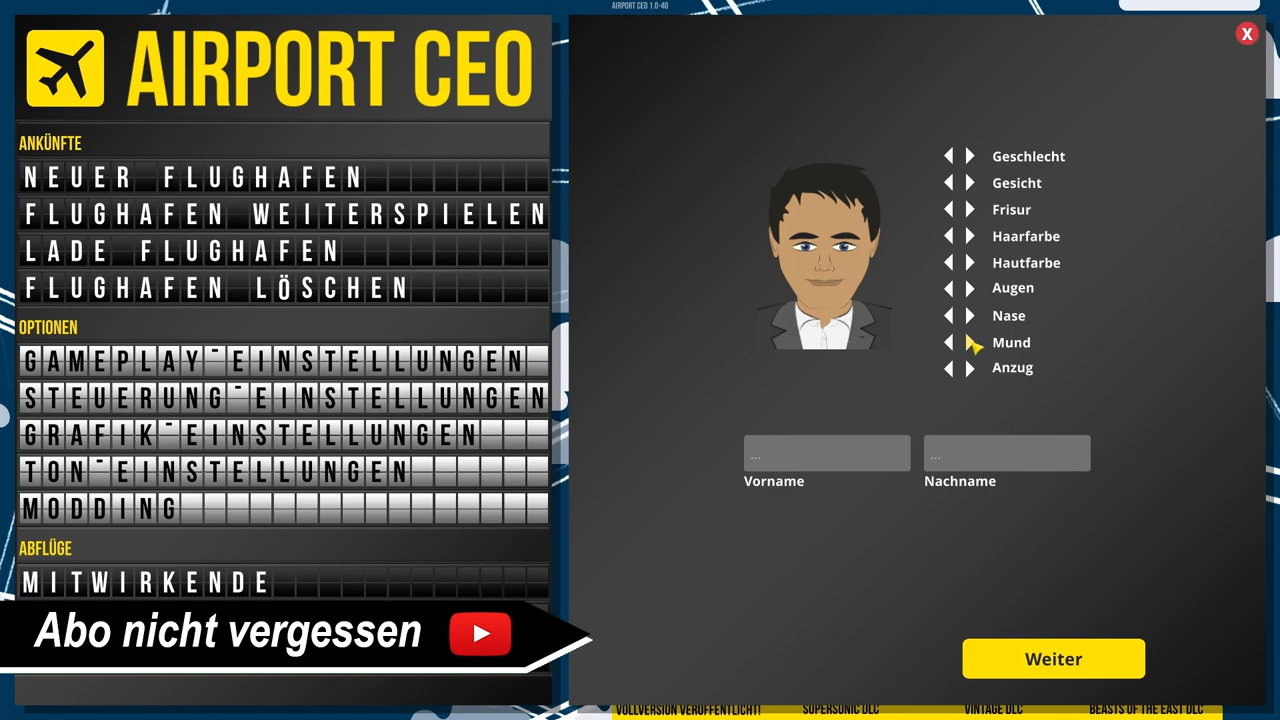 AIRPORT CEO 1.0-40
AIRPORT CEO
ANKÜNFTE
NEUER FLUGHAFEN
FLUGHAFEN WEITERSPIELEN
LADE FLUGHAFEN
FLUGHAFEN LÖSCHEN
OPTIONEN
GAMEPLAY-EINSTELLUNGEN
STEUERUNG-EINSTELLUNGEN
GRAFIK-EINSTELLUNGEN
TON-EINSTELLUNGEN
MODDING
ABFLÜGE
MITWIRKENDE
Abo nicht vergessen
X
Geschlecht
Gesicht
Frisur
Haarfarbe
Hautfarbe
Augen
Nase
Mund
Anzug
... ...
Vorname Nachname
Weiter
VOLLVERSION VERÖFFENTLICHT! SUPERSONIC DLC VINTAGE DLC BEASTS OF THE EAST DLC